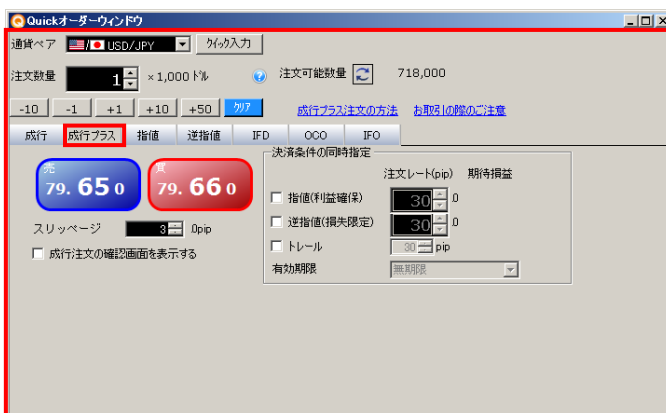 Quickオーダーウィンドウ
通貨ペア USD/JPY クイック入力
注文数量 1 ×1,000 ドル 注文可能数量 718,000
-10 -1 +1 +10 +50 クリア 成行プラス注文の方法 お取引の際のご注意
成行 成行プラス 指値 逆指値 IFD OCO IFO
決済条件の同時指定
売 買 注文レート(pip) 期待損益
79. 65 0 79. 66 0 指値(利益確保) 30 .0
スリッページ 3 .0pip 逆指値(損失限定) 30 .0
成行注文の確認画面を表示する トレール 30 pip
有効期限 無期限